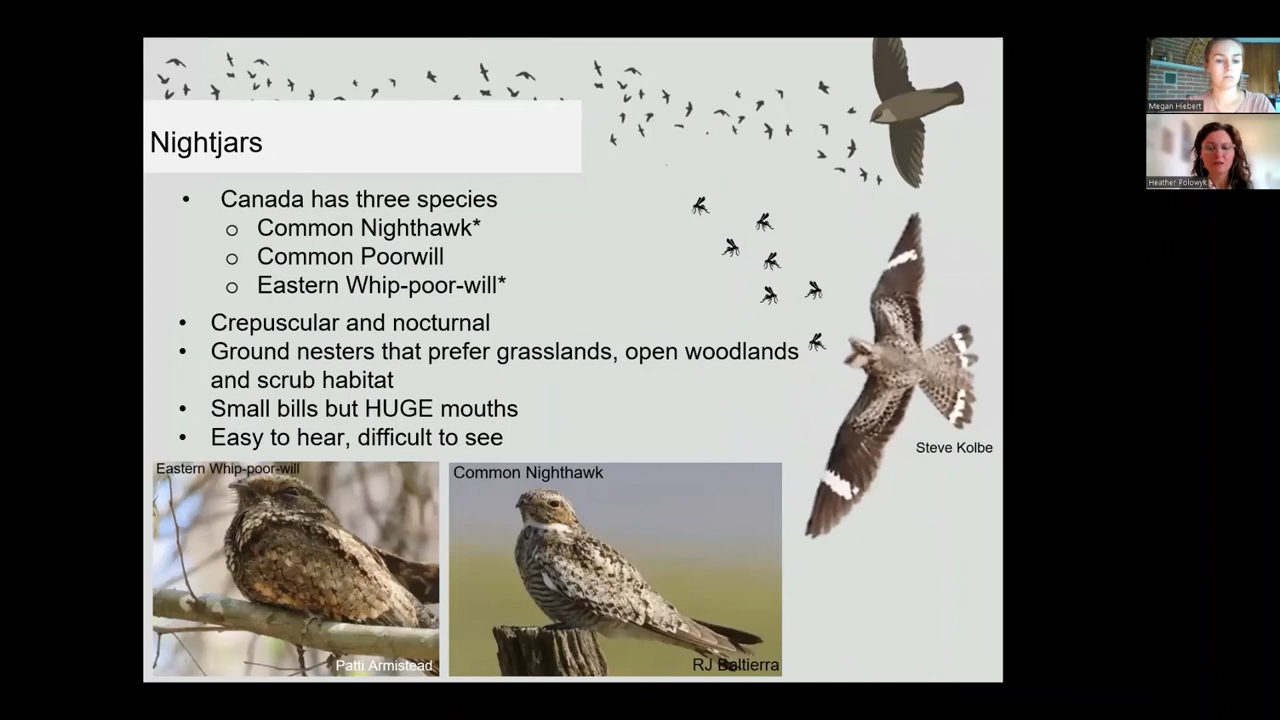 Nightjars
• Canada has three species
o Common Nighthawk*
o Common Poorwill
o Eastern Whip-poor-will*
• Crepuscular and nocturnal
• Ground nesters that prefer grasslands, open woodlands
and scrub habitat
• Small bills but HUGE mouths
• Easy to hear, difficult to see
Steve Kolbe
Eastern Whip-poor-will
Patti Armistead
Common Nighthawk
RJ Baltierra
Megan Hiebert
Heather Polowyk